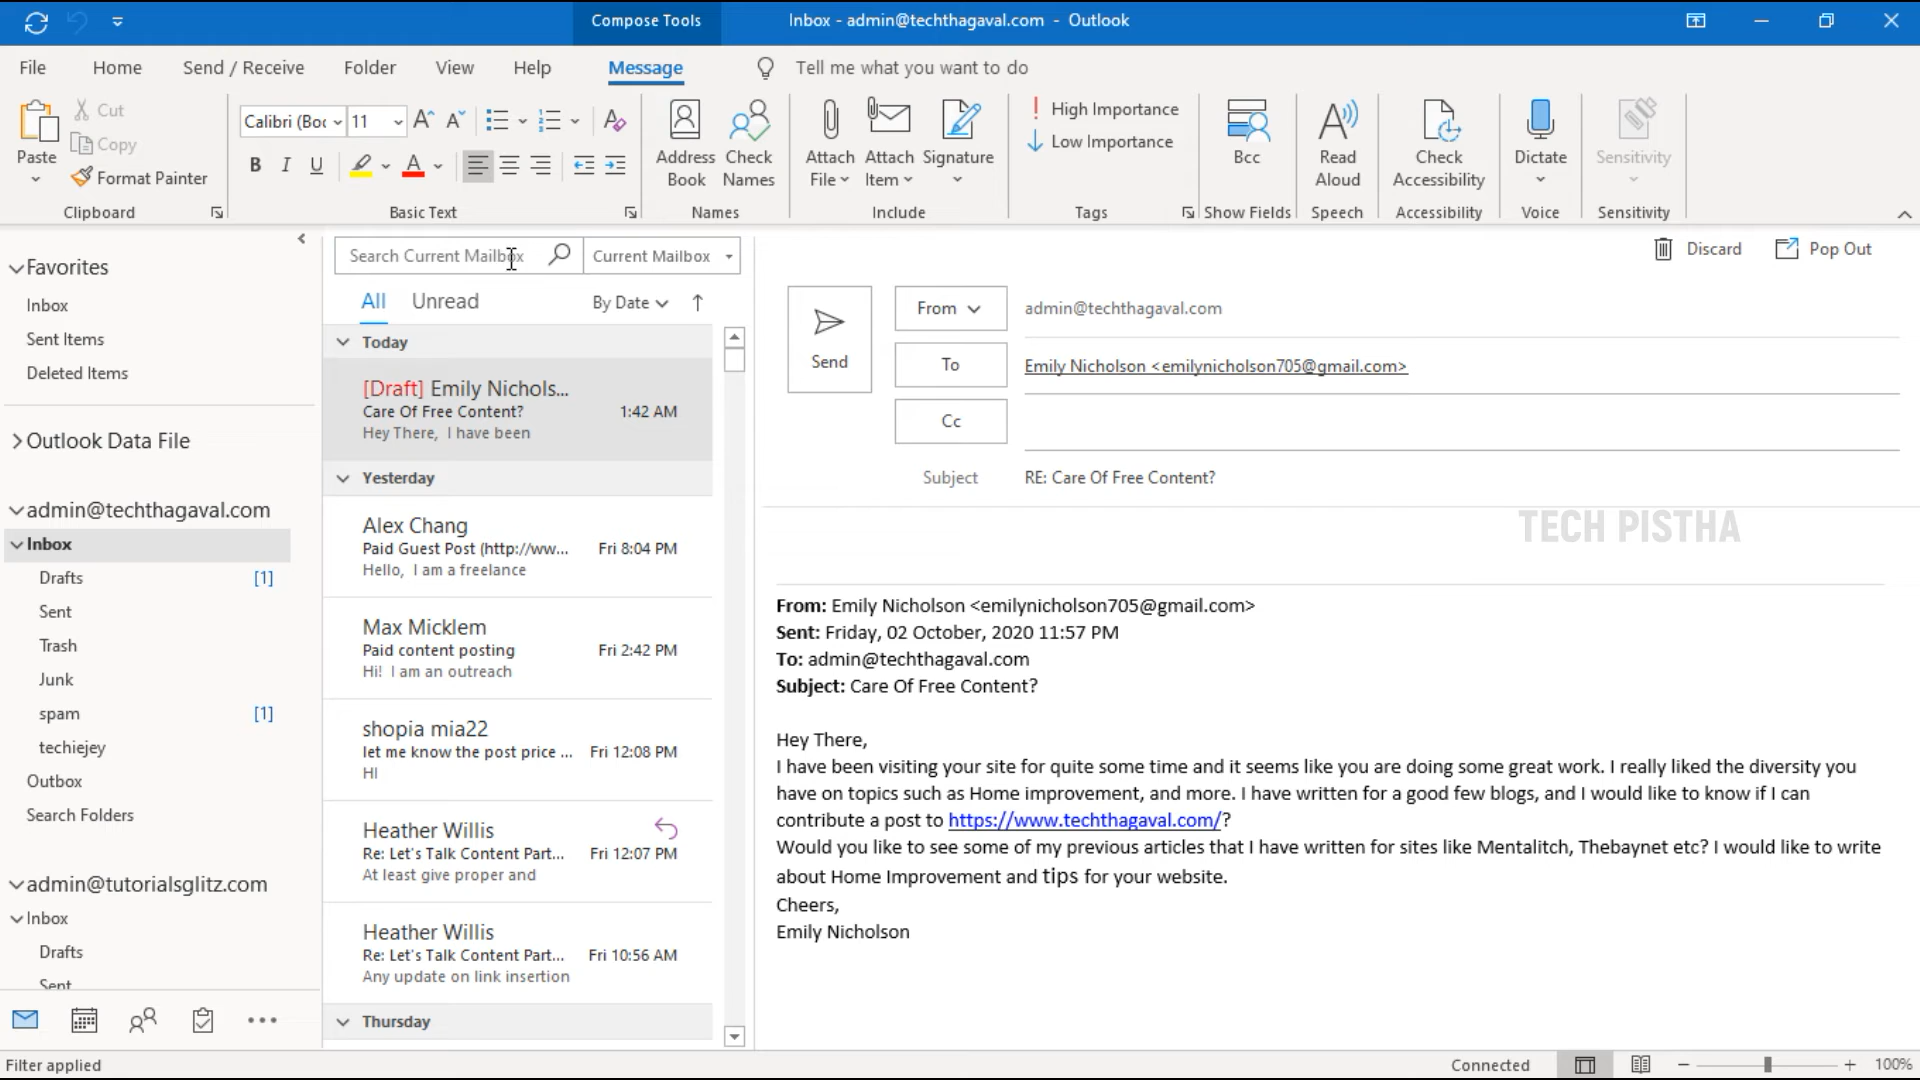 Compose Tools
Inbox - admin@techthagaval.com - Outlook
File Home Send / Receive Folder View Help Message Tell me what you want to do
Paste
Cut
Copy
Format Painter
Clipboard
Calibri (Boc 11
B I U
Basic Text
Address Book
Check Names
Names
Attach File
Attach Item
Signature
Include
High Importance
Low Importance
Tags
Bcc
Show Fields
Read Aloud
Speech
Check Accessibility
Accessibility
Dictate
Voice
Sensitivity
Sensitivity
Favorites
Inbox
Sent Items
Deleted Items
Outlook Data File
admin@techthagaval.com
Inbox
Drafts [1]
Sent
Trash
Junk
spam [1]
techiejey
Outbox
Search Folders
admin@tutorialsglitz.com
Inbox
Drafts
Sent
Search Current Mailbox
Current Mailbox
All Unread By Date
Today
[Draft] Emily Nichols...
Care Of Free Content? 1:42 AM
Hey There, I have been
Yesterday
Alex Chang
Paid Guest Post (http://ww... Fri 8:04 PM
Hello, I am a freelance
Max Micklem
Paid content posting Fri 2:42 PM
Hi! I am an outreach
shopia mia22
let me know the post price ... Fri 12:08 PM
HI
Heather Willis
Re: Let's Talk Content Part... Fri 12:07 PM
At least give proper and
Heather Willis
Re: Let's Talk Content Part... Fri 10:56 AM
Any update on link insertion
Thursday
Discard Pop Out
Send
From admin@techthagaval.com
To Emily Nicholson <emilynicholson705@gmail.com>
Cc
Subject RE: Care Of Free Content?
TECH PISTHA
From: Emily Nicholson <emilynicholson705@gmail.com>
Sent: Friday, 02 October, 2020 11:57 PM
To: admin@techthagaval.com
Subject: Care Of Free Content?
Hey There,
I have been visiting your site for quite some time and it seems like you are doing some great work. I really liked the diversity you
have on topics such as Home improvement, and more. I have written for a good few blogs, and I would like to know if I can
contribute a post to https://www.techthagaval.com/?
Would you like to see some of my previous articles that I have written for sites like Mentalitch, Thebaynet etc? I would like to write
about Home Improvement and tips for your website.
Cheers,
Emily Nicholson
Filter applied
Connected
100%